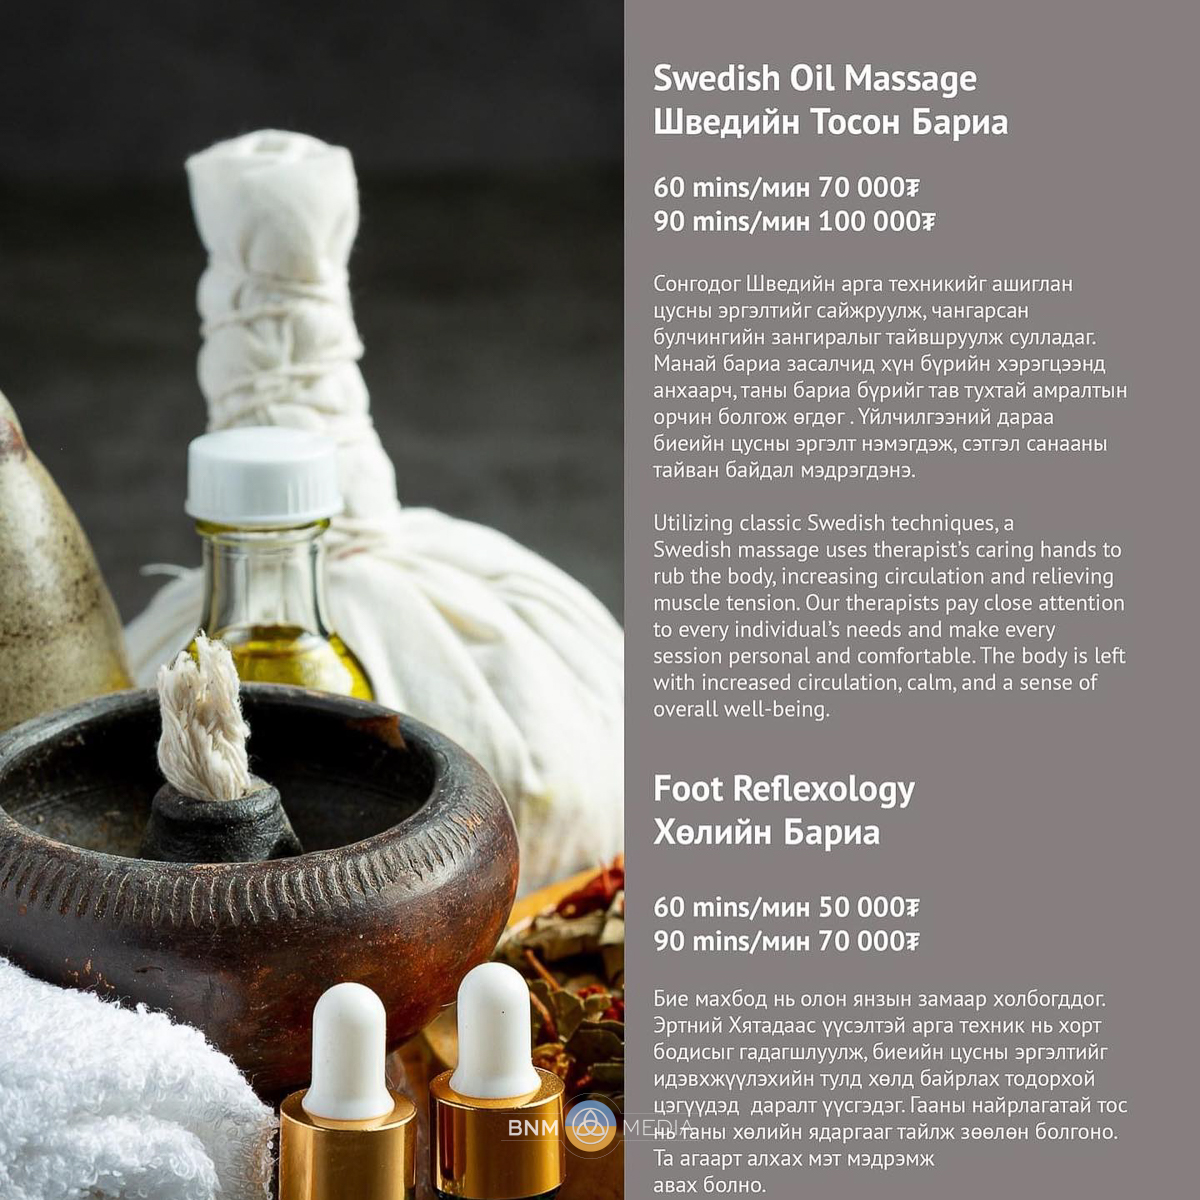 Swedish Oil Massage
Шведийн Тосон Бариа
60 mins/мин 70 000₮
90 mins/мин 100 000₮
Сонгодог Шведийн арга техникийг ашиглан
цусны эргэлтийг сайжруулж, чангарсан
булчингийн зангиралыг тайвшруулж сулладаг.
Манай бариа засалчид хүн бүрийн хэрэгцээнд
анхаарч, таны бариа бүрийг тав тухтай амралтын
орчин болгож өгдөг . Үйлчилгээний дараа
биеийн цусны эргэлт нэмэгдэж, сэтгэл санааны
тайван байдал мэдрэгдэнэ.
Utilizing classic Swedish techniques, a
Swedish massage uses therapist’s caring hands to
rub the body, increasing circulation and relieving
muscle tension. Our therapists pay close attention
to every individual’s needs and make every
session personal and comfortable. The body is left
with increased circulation, calm, and a sense of
overall well-being.
Foot Reflexology
Хөлийн Бариа
60 mins/мин 50 000₮
90 mins/мин 70 000₮
Бие махбод нь олон янзын замаар холбогддог.
Эртний Хятадаас үүсэлтэй арга техник нь хорт
бодисыг гадагшлуулж, биеийн цусны эргэлтийг
идэвхжүүлэхийн тулд хөлд байрлах тодорхой
цэгүүдэд даралт үүсгэдэг. Гааны найрлагатай тос
нь таны хөлийн ядаргааг тайлж зөөлөн болгоно.
Та агаарт алхах мэт мэдрэмж
авах болно.
BNM MEDIA